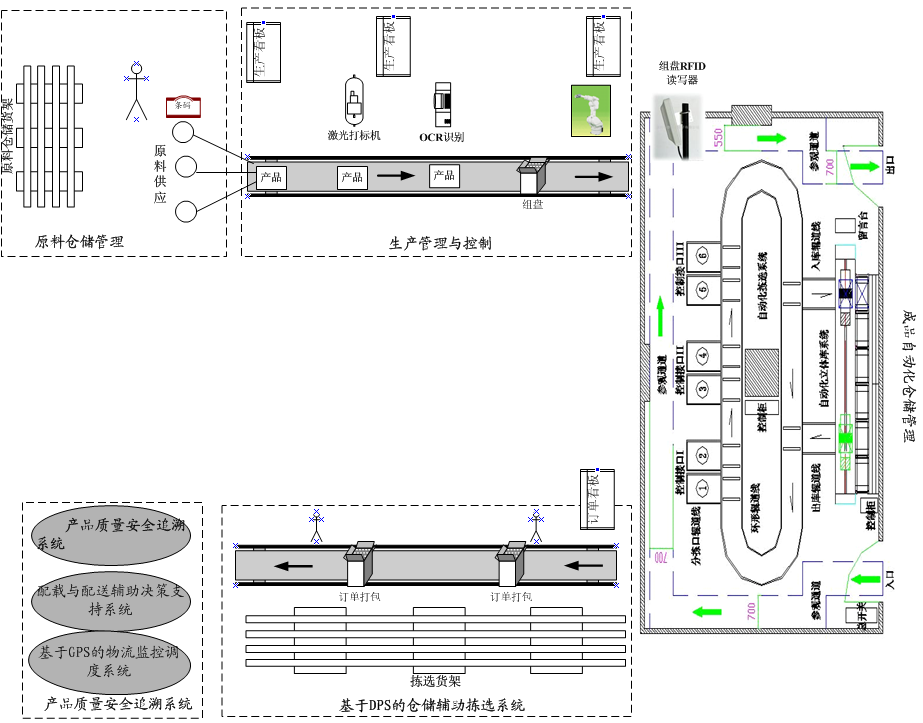 原料仓储货架
条码
原料供应
原料仓储管理
生产看板
生产看板
生产看板
激光打标机
OCR识别
产品
产品
产品
组盘
生产管理与控制
组盘RFID
读写器
550
参观通道
700
出口
留言台
入库辊道线
控制接口III
6
5
自动化拣选系统
参观通道
控制接口II
4
3
控制柜
自动化立体库系统
成品自动化仓储管理
控制接口I
2
1
分拣口辊道线
环形辊道线
出库辊道线
控制柜
700
700
参观通道
入口
总开关
订单看板
订单打包
订单打包
拣选货架
基于DPS的仓储辅动拣选系统
产品质量安全追溯
系统
配载与配送辅助决策支
持系统
基于GPS的物流监控调
度系统
产品质量安全追溯系统